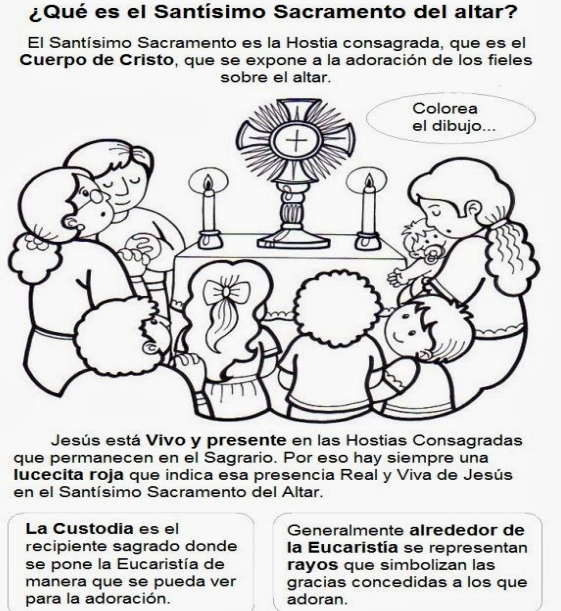 ¿Qué es el Santísimo Sacramento del altar?
El Santísimo Sacramento es la Hostia consagrada, que es el
Cuerpo de Cristo, que se expone a la adoración de los fieles
sobre el altar.
Colorea
el dibujo...
Jesús está Vivo y presente en las Hostias Consagradas
que permanecen en el Sagrario. Por eso hay siempre una
lucecita roja que indica esa presencia Real y Viva de Jesús
en el Santísimo Sacramento del Altar.
La Custodia es el
recipiente sagrado donde
se pone la Eucaristía de
manera que se pueda ver
para la adoración.
Generalmente alrededor de
la Eucaristía se representan
rayos que simbolizan las
gracias concedidas a los que
adoran.